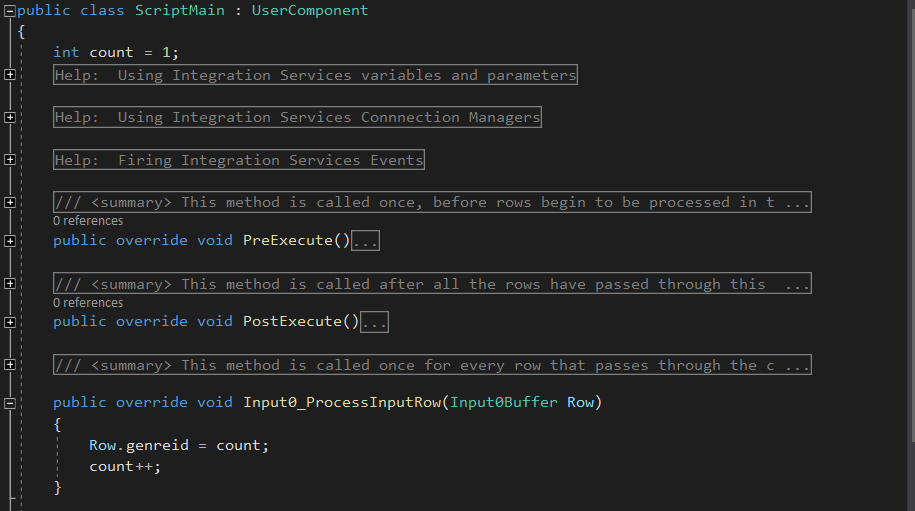 public class ScriptMain : UserComponent
{
int count = 1;
Help:  Using Integration Services variables and parameters
Help:  Using Integration Services Connnection Managers
Help:  Firing Integration Services Events
/// <summary> This method is called once, before rows begin to be processed in t ...
0 references
public override void PreExecute()...
/// <summary> This method is called after all the rows have passed through this  ...
0 references
public override void PostExecute()...
/// <summary> This method is called once for every row that passes through the c ...
public override void Input0_ProcessInputRow(Input0Buffer Row)
{
Row.genreid = count;
count++;
}